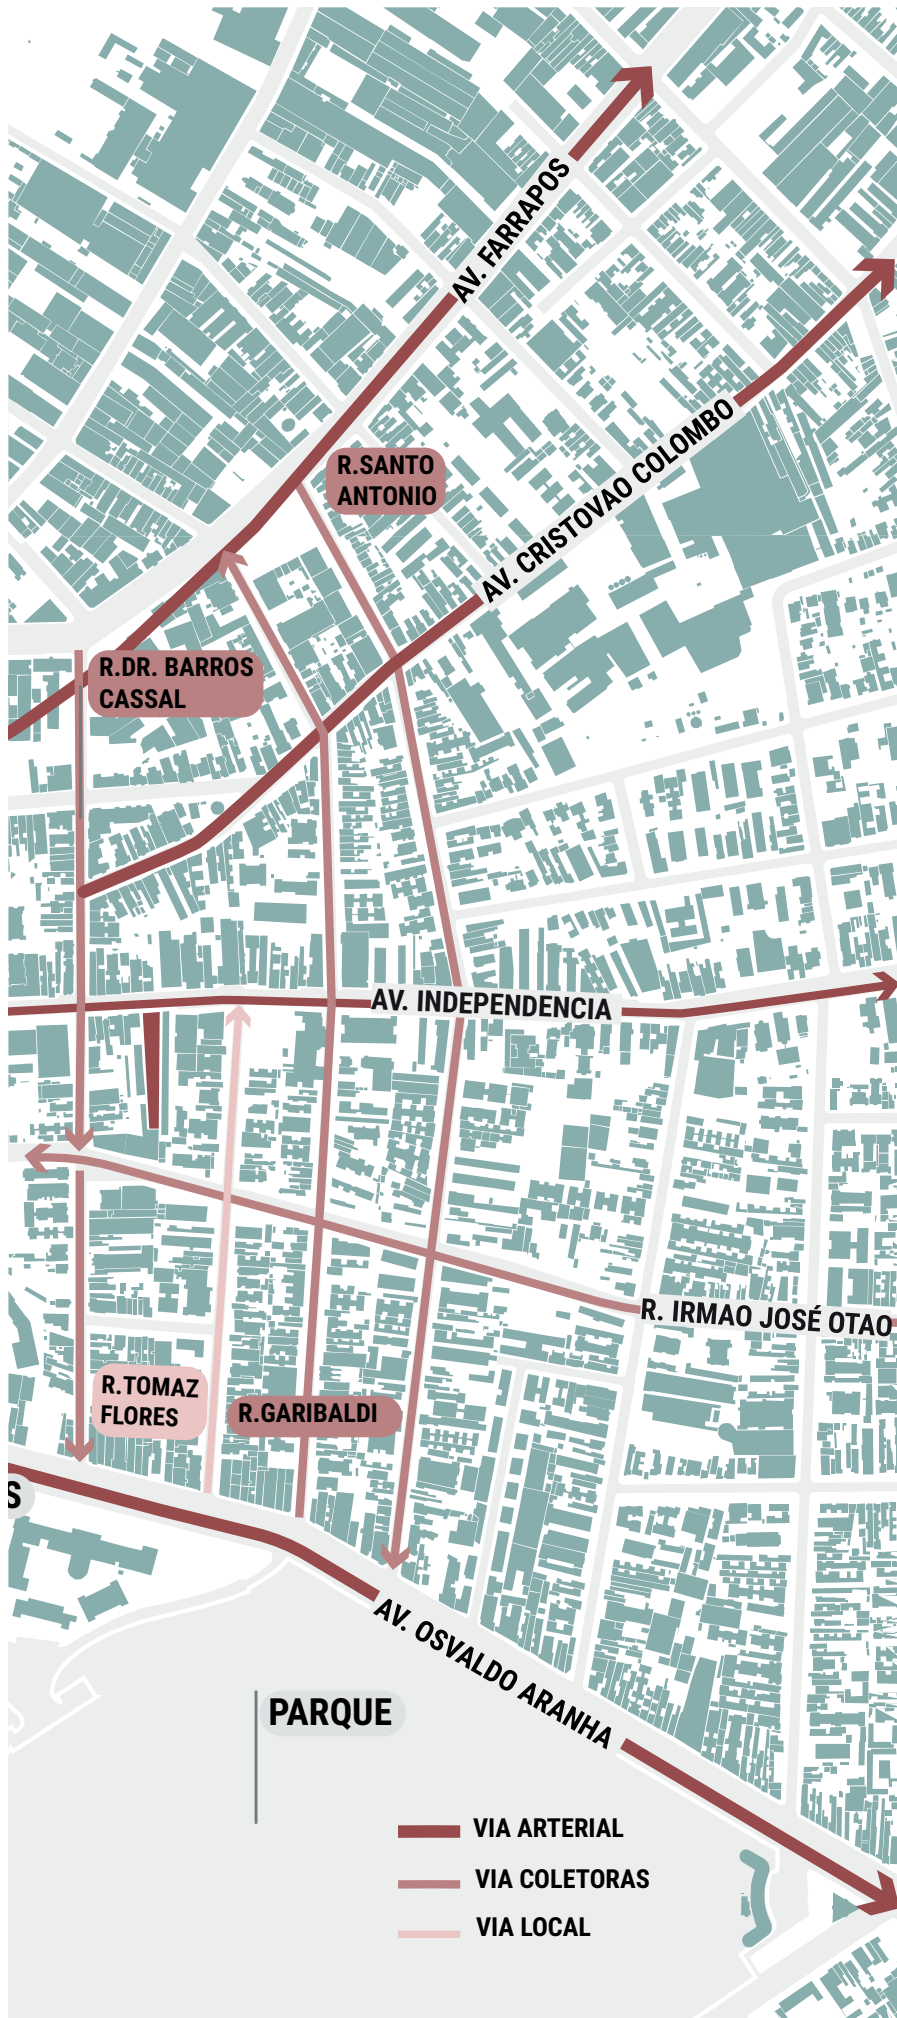 AV. FARRAPOS
R.SANTO
ANTONIO
AV. CRISTOVAO COLOMBO
R.DR. BARROS
CASSAL
AV. INDEPENDENCIA
R. IRMAO JOSÉ OTAO
R.TOMAZ
FLORES
R.GARIBALDI
S
AV. OSVALDO ARANHA
PARQUE
VIA ARTERIAL
VIA COLETORAS
VIA LOCAL